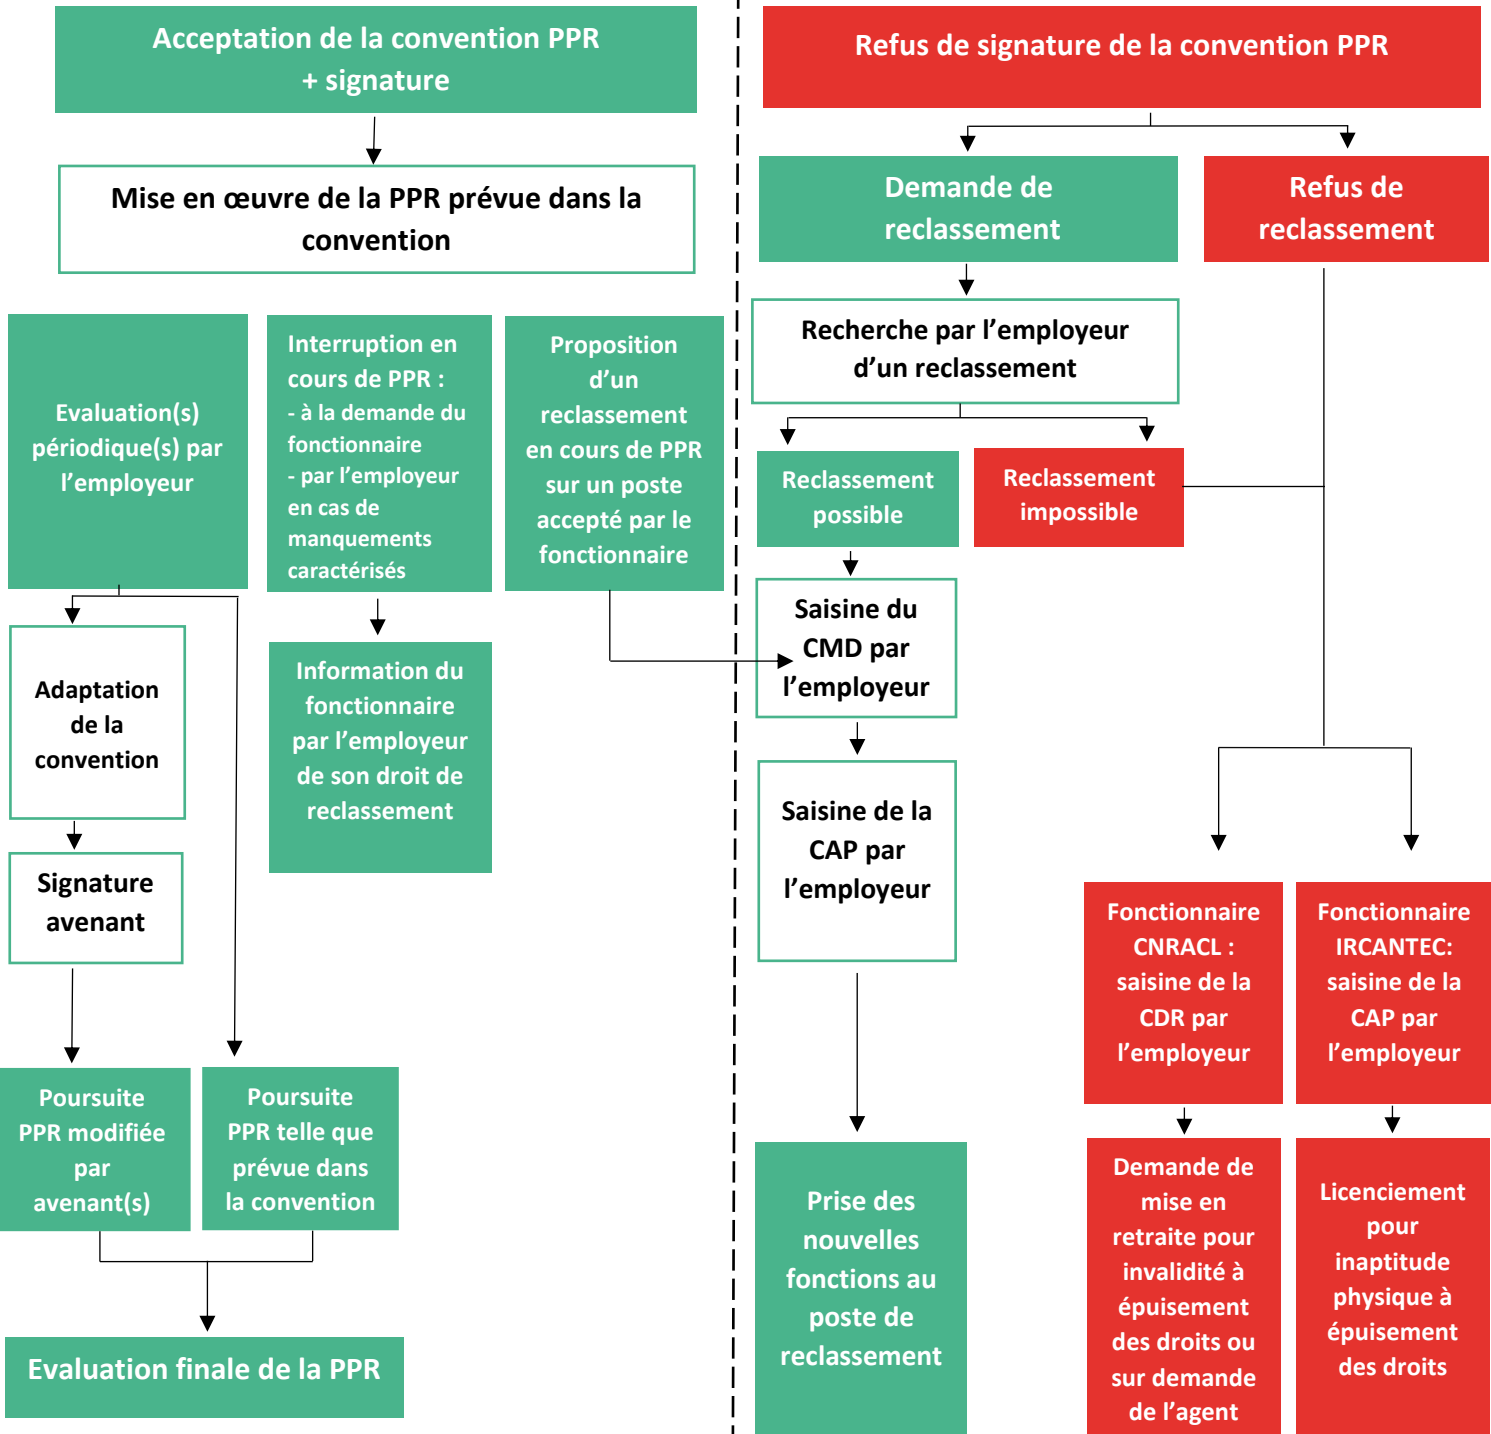 Acceptation de la convention PPR
+ signature
Mise en œuvre de la PPR prévue dans la
convention
Evaluation(s)
périodique(s) par
l’employeur
Interruption en
cours de PPR :
- à la demande du
fonctionnaire
- par l’employeur
en cas de
manquements
caractérisés
Proposition
d’un
reclassement
en cours de PPR
sur un poste
accepté par le
fonctionnaire
Adaptation
de la
convention
Information du
fonctionnaire
par l’employeur
de son droit de
reclassement
Signature
avenant
Poursuite
PPR modifiée
par
avenant(s)
Poursuite
PPR telle que
prévue dans
la convention
Evaluation finale de la PPR
Refus de signature de la convention PPR
Demande de
reclassement
Refus de
reclassement
Recherche par l’employeur
d’un reclassement
Reclassement
possible
Reclassement
impossible
Saisine du
CMD par
l’employeur
Saisine de la
CAP par
l’employeur
Prise des
nouvelles
fonctions au
poste de
reclassement
Fonctionnaire
CNRACL :
saisine de la
CDR par
l’employeur
Fonctionnaire
IRCANTEC:
saisine de la
CAP par
l’employeur
Demande de
mise en
retraite pour
invalidité à
épuisement
des droits ou
sur demande
de l’agent
Licenciement
pour
inaptitude
physique à
épuisement
des droits